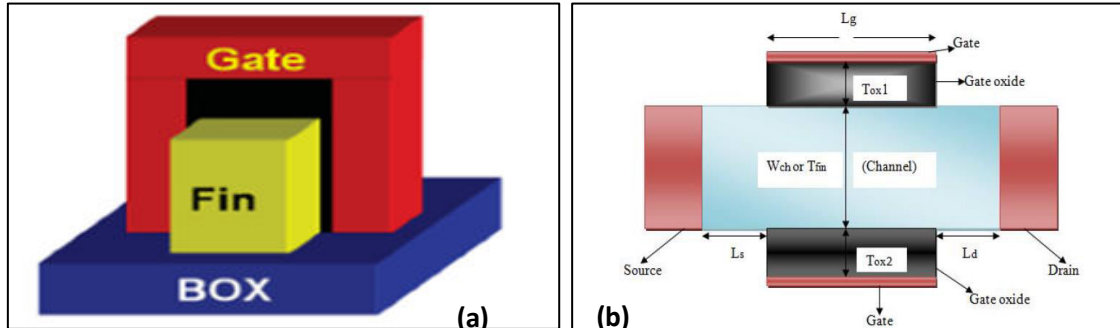 Gate
Fin
BOX
(a)
Lg
Gate
Tox1
Gate oxide
Wch or Tfin
(Channel)
Ls
Tox2
Ld
Source
Drain
Gate oxide
Gate
(b)